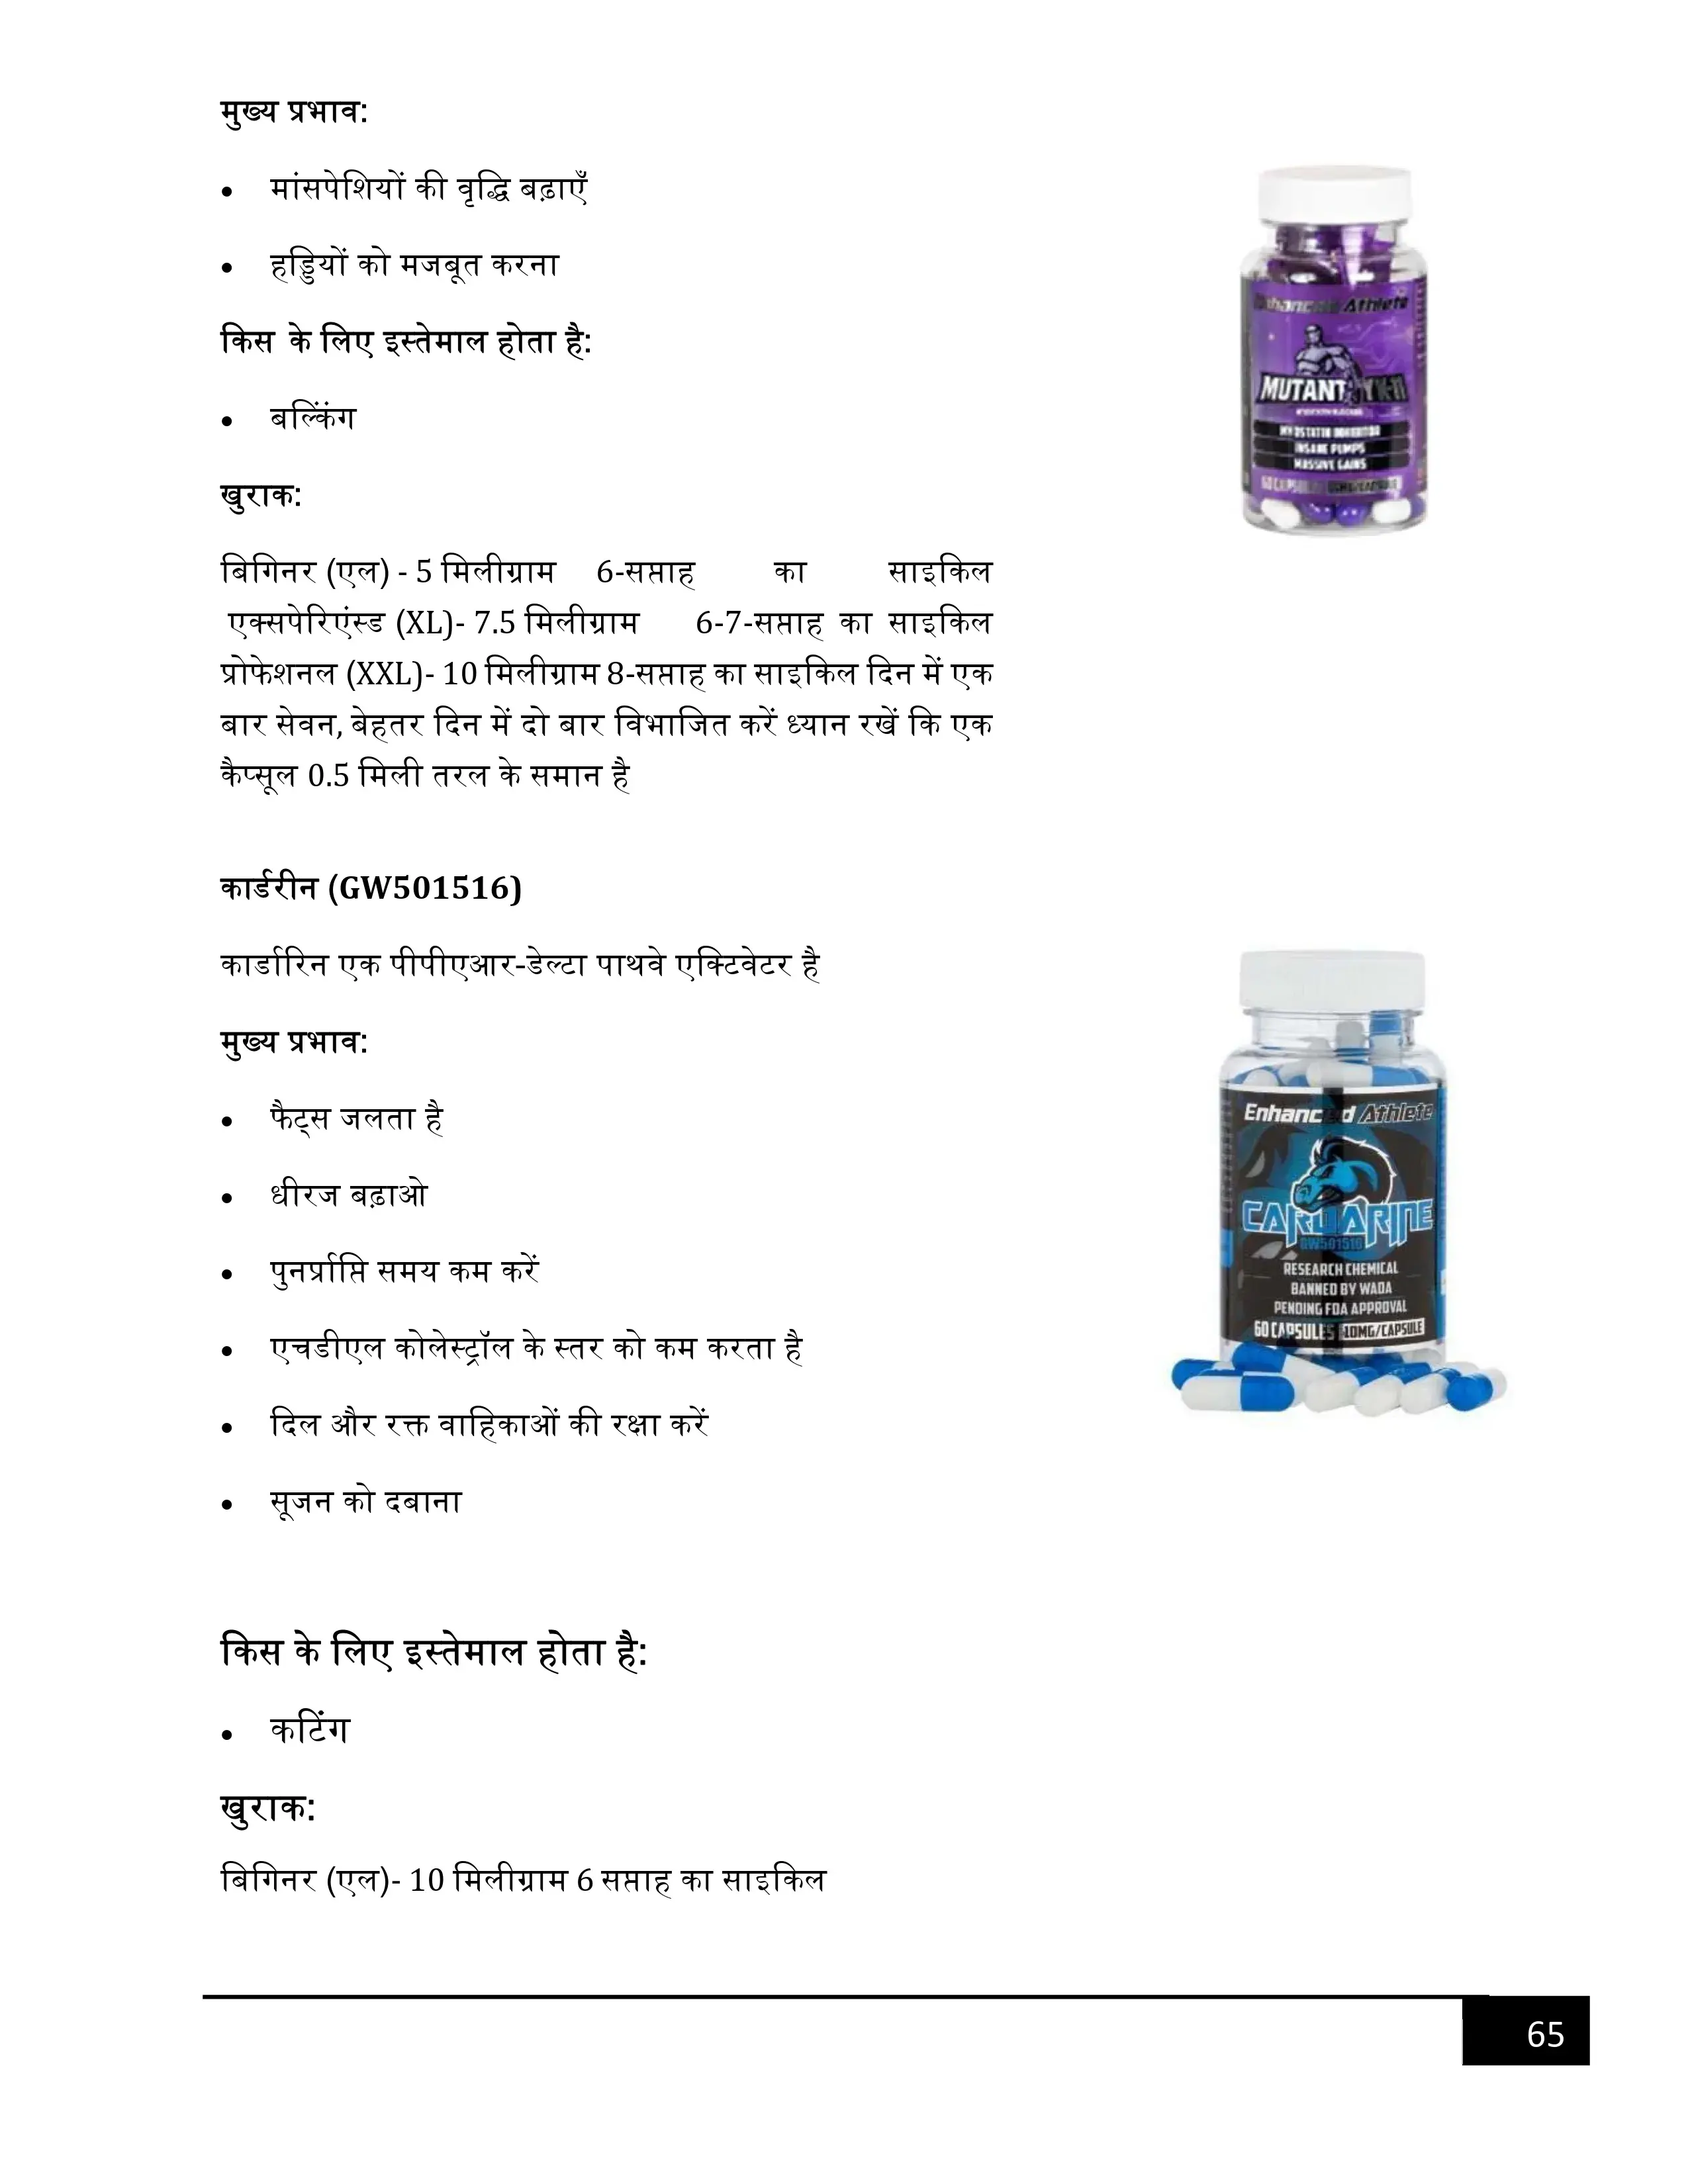 मुख्य प्रभाव:
• मांसपेशियों की वृद्धि बढ़ाएँ
• हड्डियों को मजबूत करना
किस के लिए इस्तेमाल होता है:
• बल्किंग
खुराक:
बिगिनर (एल) - 5 मिलीग्राम 6-सप्ताह का साइकिल
एक्सपेरिएंस्ड (XL)- 7.5 मिलीग्राम 6-7-सप्ताह का साइकिल
प्रोफेशनल (XXL)- 10 मिलीग्राम 8-सप्ताह का साइकिल दिन में एक
बार सेवन, बेहतर दिन में दो बार विभाजित करें ध्यान रखें कि एक
कैप्सूल 0.5 मिली तरल के समान है
Enhanced Athlete
MUTANT YK-11
MYOSTATIN INHIBITOR
INSANE PUMPS
MASSIVE GAINS
60 CAPSULES 5MG/CAPSULE
कार्डरीन (GW501516)
कार्डारिन एक पीपीएआर-डेल्टा पाथवे एक्टिवेटर है
मुख्य प्रभाव:
• फैट्स जलता है
• धीरज बढ़ाओ
• पुनर्प्राप्ति समय कम करें
• एचडीएल कोलेस्ट्रॉल के स्तर को कम करता है
• दिल और रक्त वाहिकाओं की रक्षा करें
• सूजन को दबाना
Enhanced Athlete
CARDARINE
GW501516
RESEARCH CHEMICAL
BANNED BY WADA
PENDING FDA APPROVAL
60 CAPSULES 10MG/CAPSULE
किस के लिए इस्तेमाल होता है:
• कटिंग
खुराक:
बिगिनर (एल)- 10 मिलीग्राम 6 सप्ताह का साइकिल
65